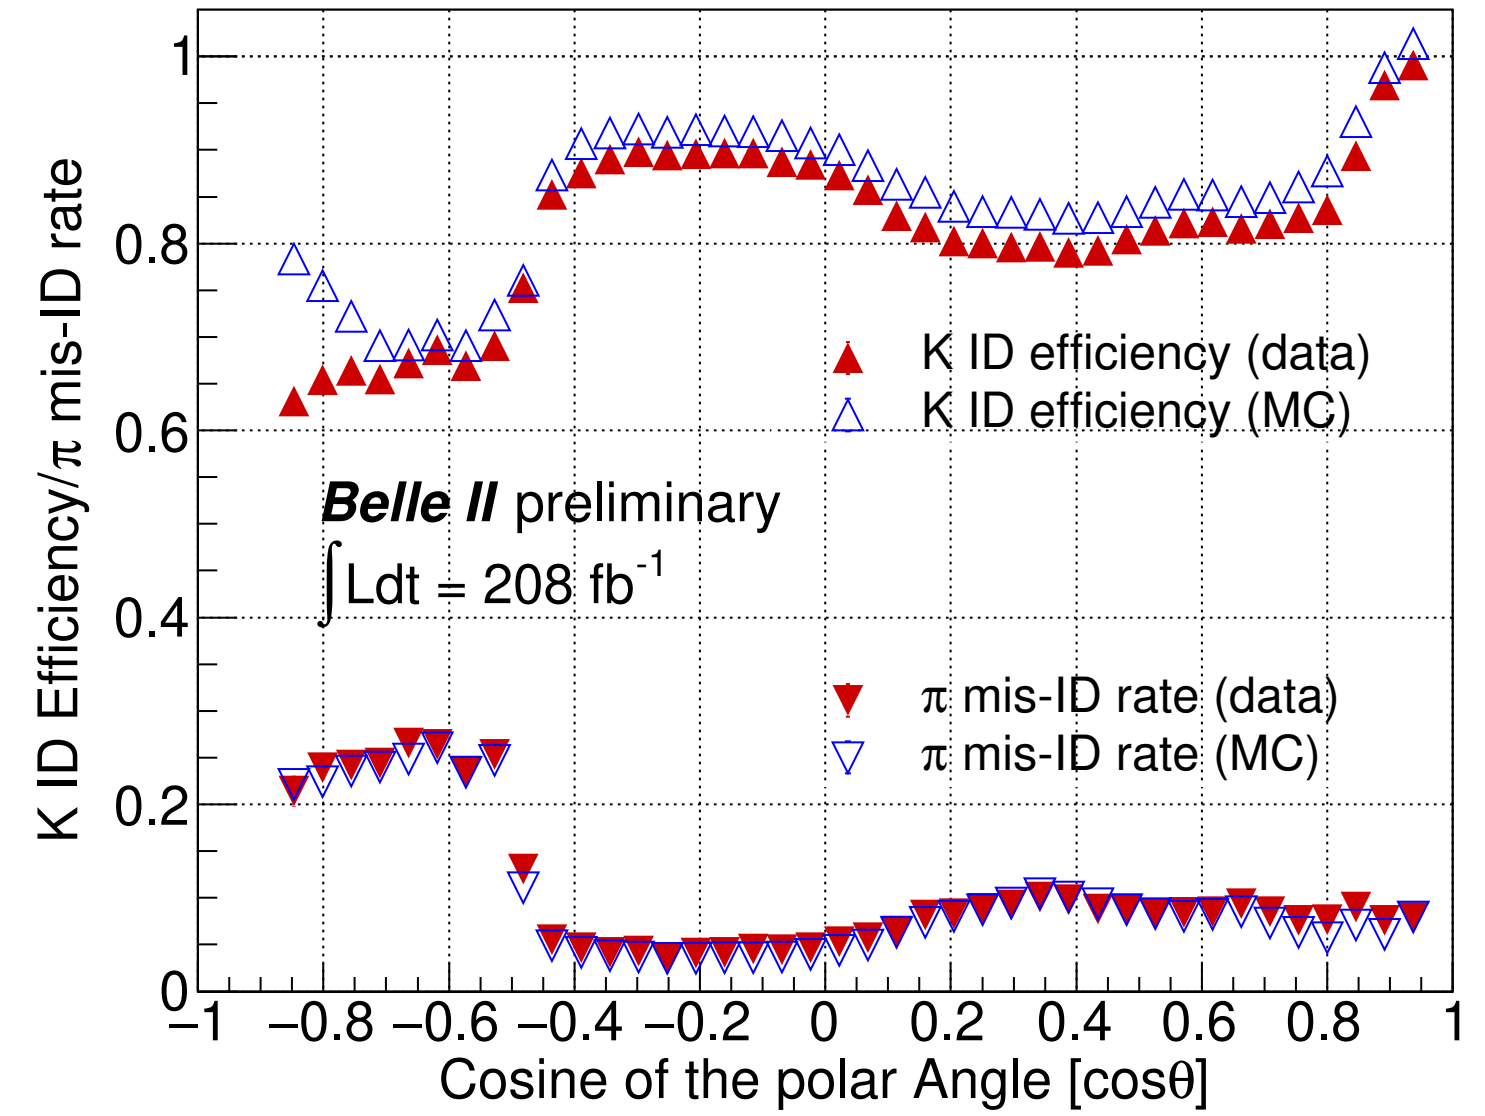 K ID Efficiency/π mis-ID rate
1
0.8
0.6
0.4
0.2
0
K ID efficiency (data)
K ID efficiency (MC)
Belle II preliminary
∫Ldt = 208 fb⁻¹
π mis-ID rate (data)
π mis-ID rate (MC)
−1 −0.8 −0.6 −0.4 −0.2 0 0.2 0.4 0.6 0.8 1
Cosine of the polar Angle [cosθ]